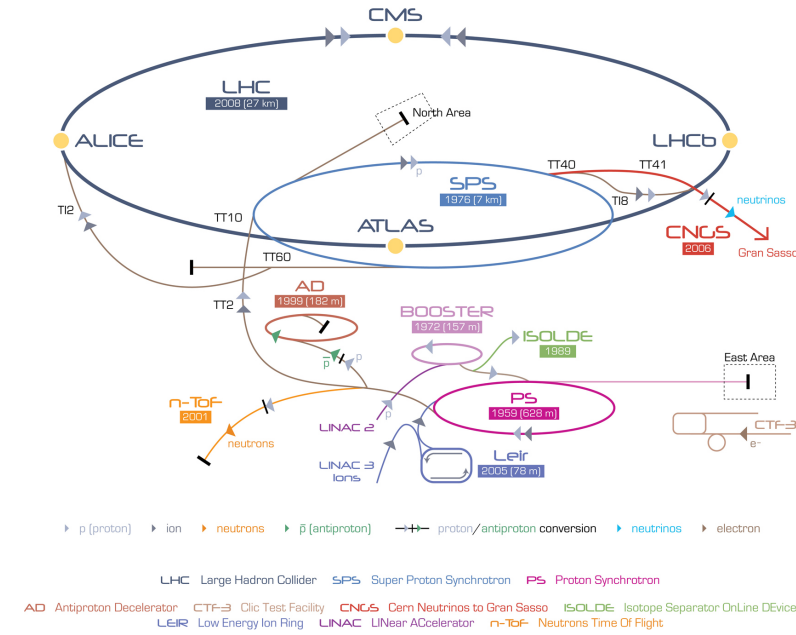 CMS
LHC
2008 (27 km)
North Area
ALICE
LHCb
TT40
TT41
p
SPS
1976 (7 km)
TI2
TI8
neutrinos
TT10
ATLAS
CNGS
2006
Gran Sasso
TT60
AD
1999 (182 m)
TT2
BOOSTER
1972 (157 m)
ISOLDE
1989
p̅
p
East Area
n-ToF
2001
PS
1959 (628 m)
p
LINAC 2
CTF-3
e-
neutrons
LINAC 3
Ions
Leir
2005 (78 m)
p (proton)
ion
neutrons
p̅ (antiproton)
proton/antiproton conversion
neutrinos
electron
LHC Large Hadron Collider SPS Super Proton Synchrotron PS Proton Synchrotron
AD Antiproton Decelerator CTF-3 Clic Test Facility CNGS Cern Neutrinos to Gran Sasso ISOLDE Isotope Separator OnLine DEvice
LEIR Low Energy Ion Ring LINAC LINear ACcelerator n-ToF Neutrons Time Of Flight